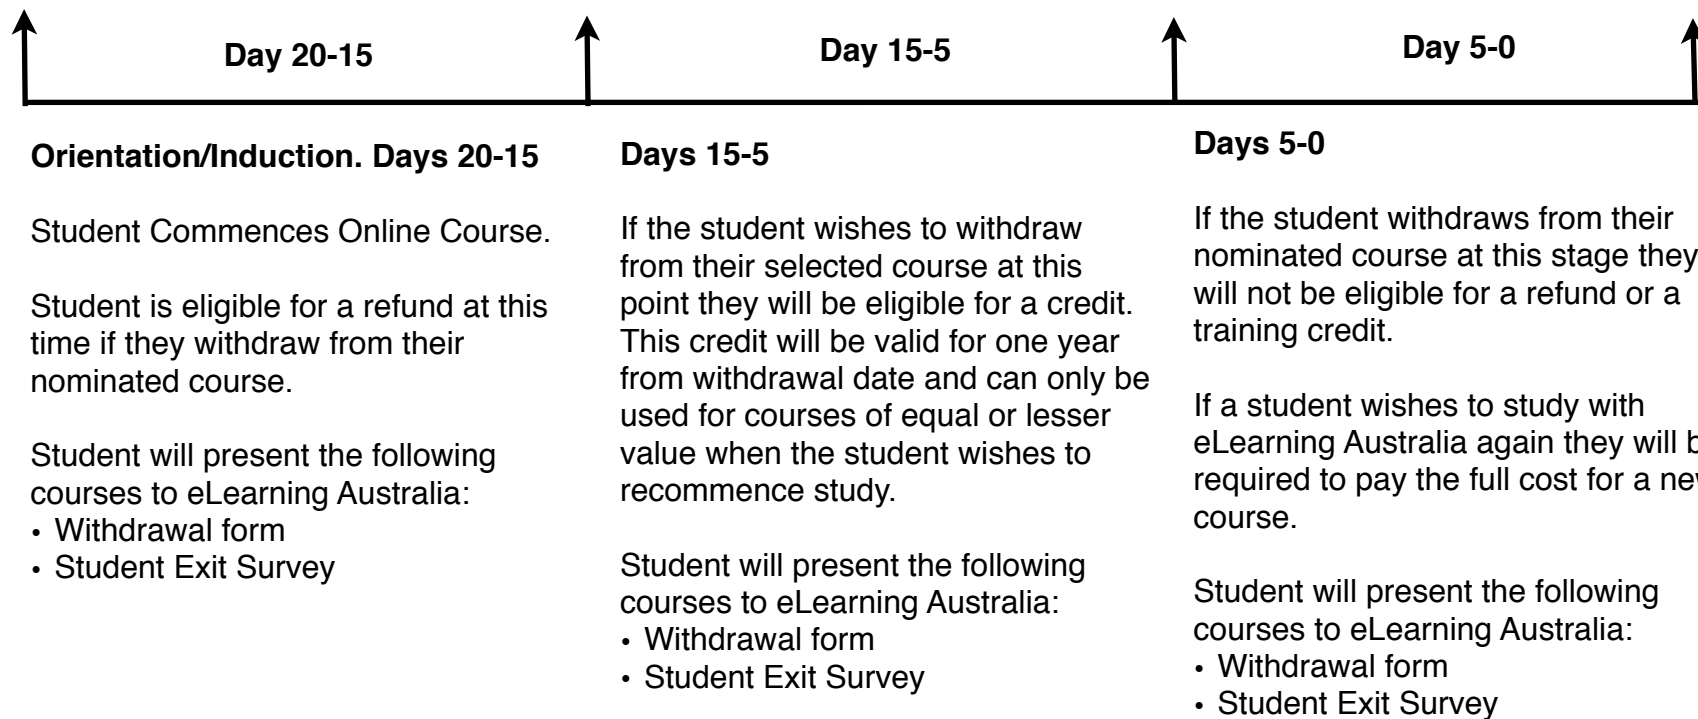 Day 20-15
Day 15-5
Day 5-0
Orientation/Induction. Days 20-15
Student Commences Online Course.
Student is eligible for a refund at this
time if they withdraw from their
nominated course.
Student will present the following
courses to eLearning Australia:
• Withdrawal form
• Student Exit Survey
Days 15-5
If the student wishes to withdraw
from their selected course at this
point they will be eligible for a credit.
This credit will be valid for one year
from withdrawal date and can only be
used for courses of equal or lesser
value when the student wishes to
recommence study.
Student will present the following
courses to eLearning Australia:
• Withdrawal form
• Student Exit Survey
Days 5-0
If the student withdraws from their
nominated course at this stage they
will not be eligible for a refund or a
training credit.
If a student wishes to study with
eLearning Australia again they will
required to pay the full cost for a
course.
Student will present the following
courses to eLearning Australia:
• Withdrawal form
• Student Exit Survey